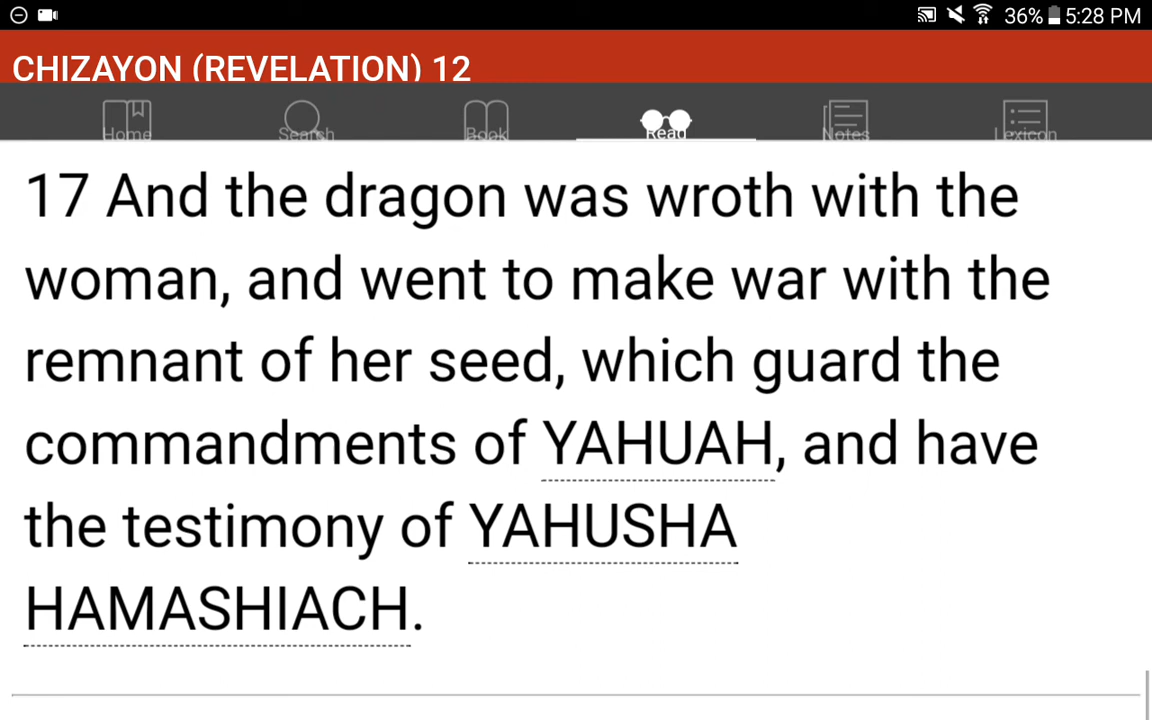 36% 5:28 PM
CHIZAYON (REVELATION) 12
Home Search Book Read Notes Lexicon
17 And the dragon was wroth with the
woman, and went to make war with the
remnant of her seed, which guard the
commandments of YAHUAH, and have
the testimony of YAHUSHA
HAMASHIACH.